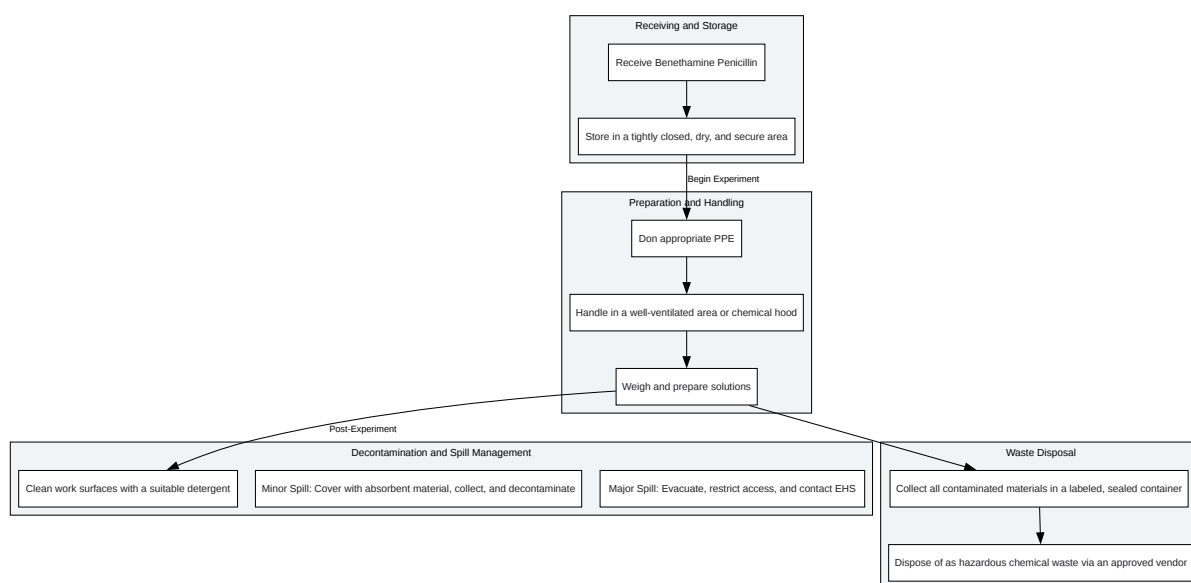 Receiving and Storage
Receive Benethamine Penicillin
Store in a tightly closed, dry, and secure area
Begin Experiment
Preparation and Handling
Don appropriate PPE
Handle in a well-ventilated area or chemical hood
Weigh and prepare solutions
Post-Experiment
Decontamination and Spill Management
Clean work surfaces with a suitable detergent
Minor Spill: Cover with absorbent material, collect, and decontaminate
Major Spill: Evacuate, restrict access, and contact EHS
Waste Disposal
Collect all contaminated materials in a labeled, sealed container
Dispose of as hazardous chemical waste via an approved vendor